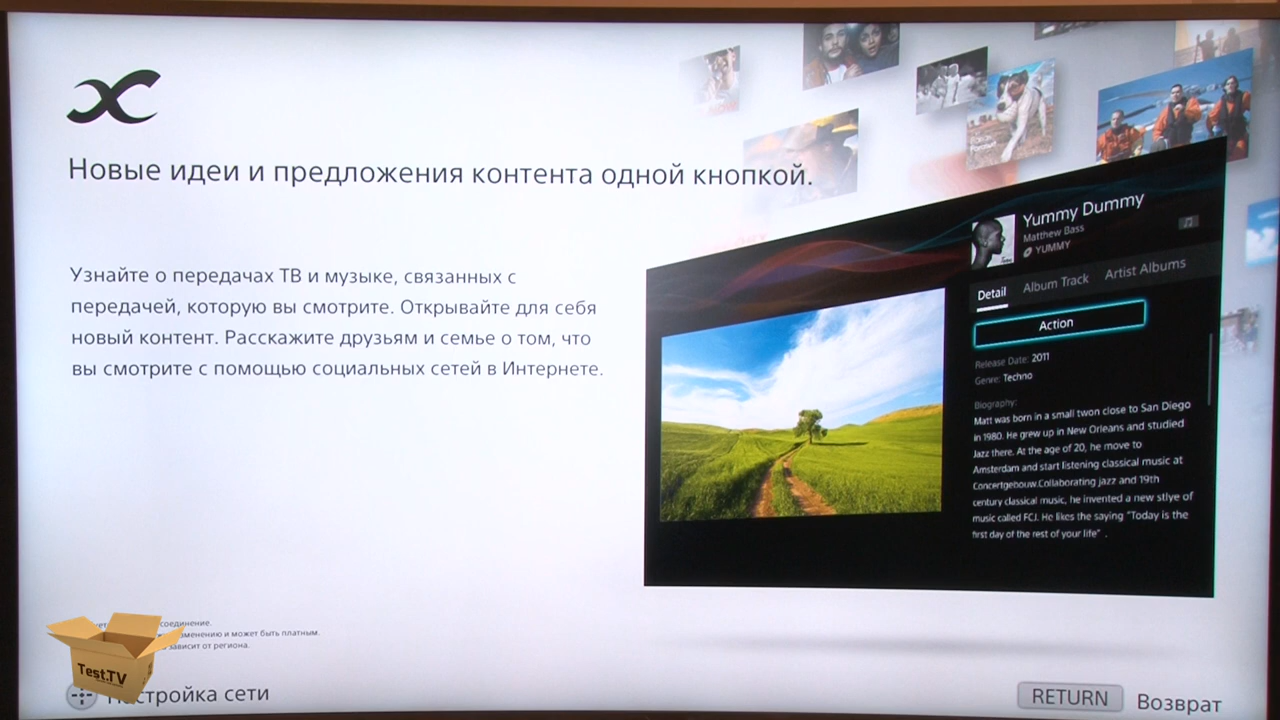 Новые идеи и предложения контента одной кнопкой.
Узнайте о передачах ТВ и музыке, связанных с
передачей, которую вы смотрите. Открывайте для себя
новый контент. Расскажите друзьям и семье о том, что
вы смотрите с помощью социальных сетей в Интернете.
Yummy Dummy
Matthew Bass
YUMMY
Detail Album Track Artist Albums
Action
Release Date: 2011
Genre: Techno
Biography:
Matt was born in a small twon close to San Diego
in 1980. He grew up in New Orleans and studied
Jazz there. At the age of 20, he move to
Amsterdam and start listening classical music at
Concertgebouw.Collaborating jazz and 19th
century classical music, he invented a new stlye of
music called FCJ. He likes the saying "Today is the
first day of the rest of your life" .
соединение.
изменению и может быть платным.
зависит от региона.
Test.TV
Настройка сети
RETURN Возврат